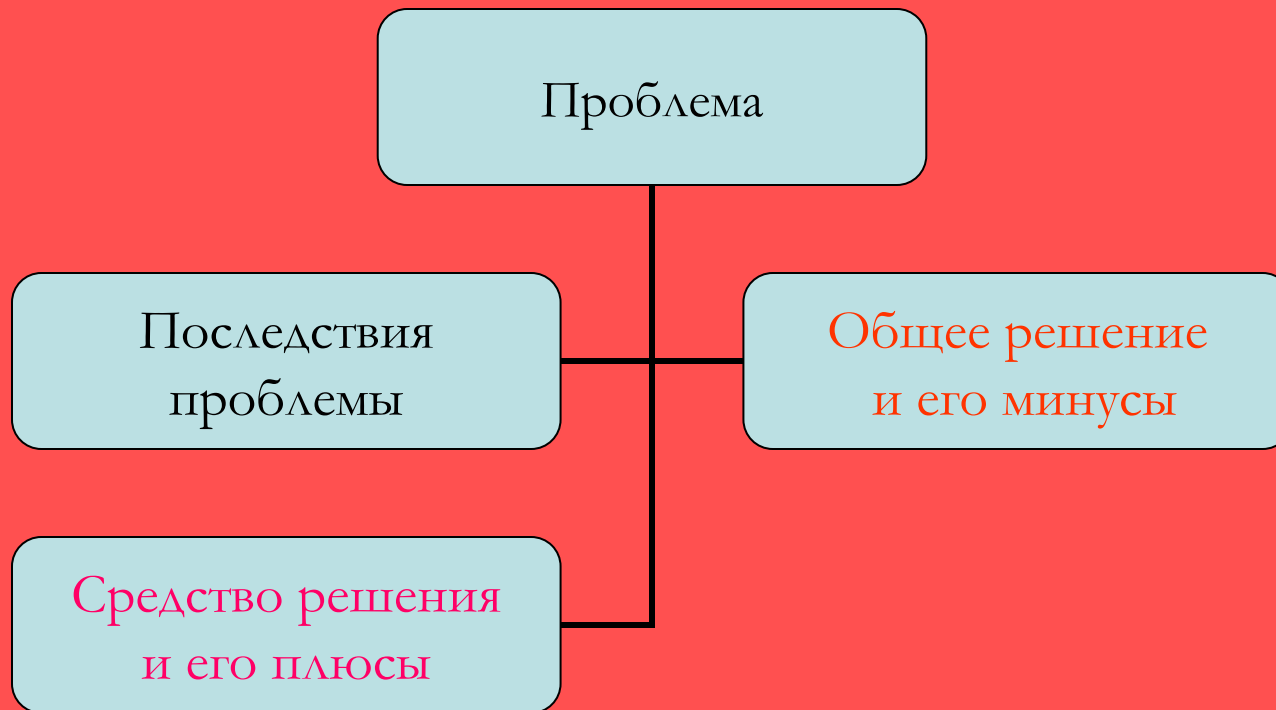 Проблема
Последствия
проблемы
Общее решение
и его минусы
Средство решения
и его плюсы